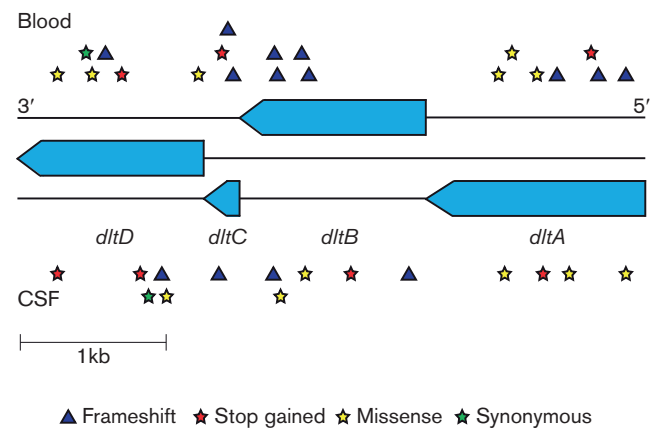 Blood
3′ 5′
dltD dltC dltB dltA
CSF
1kb
Frameshift Stop gained Missense Synonymous